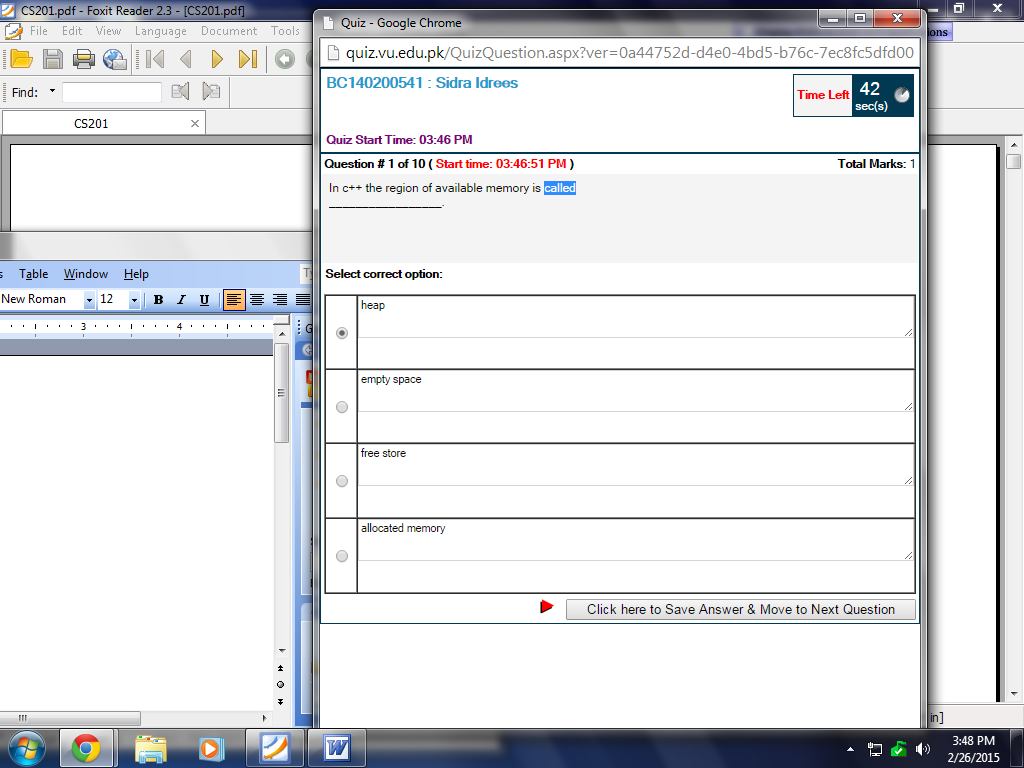 CS201.pdf - Foxit Reader 2.3 - [CS201.pdf]
File Edit View Language Document Tools
Find:
CS201
Table Window Help
New Roman 12 B I U
3 4
Quiz - Google Chrome
quiz.vu.edu.pk/QuizQuestion.aspx?ver=0a44752d-d4e0-4bd5-b76c-7ec8fc5dfd00
BC140200541 : Sidra Idrees
Time Left 42
sec(s)
Quiz Start Time: 03:46 PM
Question # 1 of 10 ( Start time: 03:46:51 PM ) Total Marks: 1
In c++ the region of available memory is called
_________________.
Select correct option:
heap
empty space
free store
allocated memory
Click here to Save Answer & Move to Next Question
in]
3:48 PM
2/26/2015